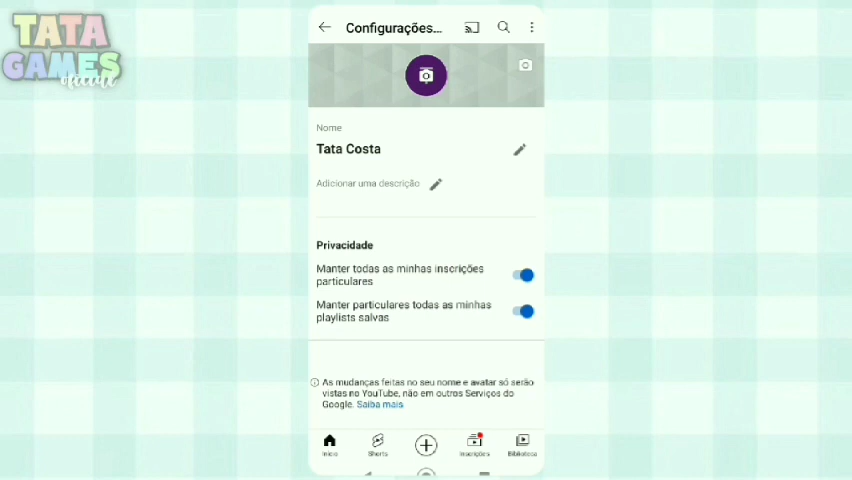 TATA
GAMES
oficial
Configurações...
Nome
Tata Costa
Adicionar uma descrição
Privacidade
Manter todas as minhas inscrições
particulares
Manter particulares todas as minhas
playlists salvas
As mudanças feitas no seu nome e avatar só serão
vistas no YouTube, não em outros Serviços do
Google. Saiba mais
Início
Shorts
Inscrições
Biblioteca